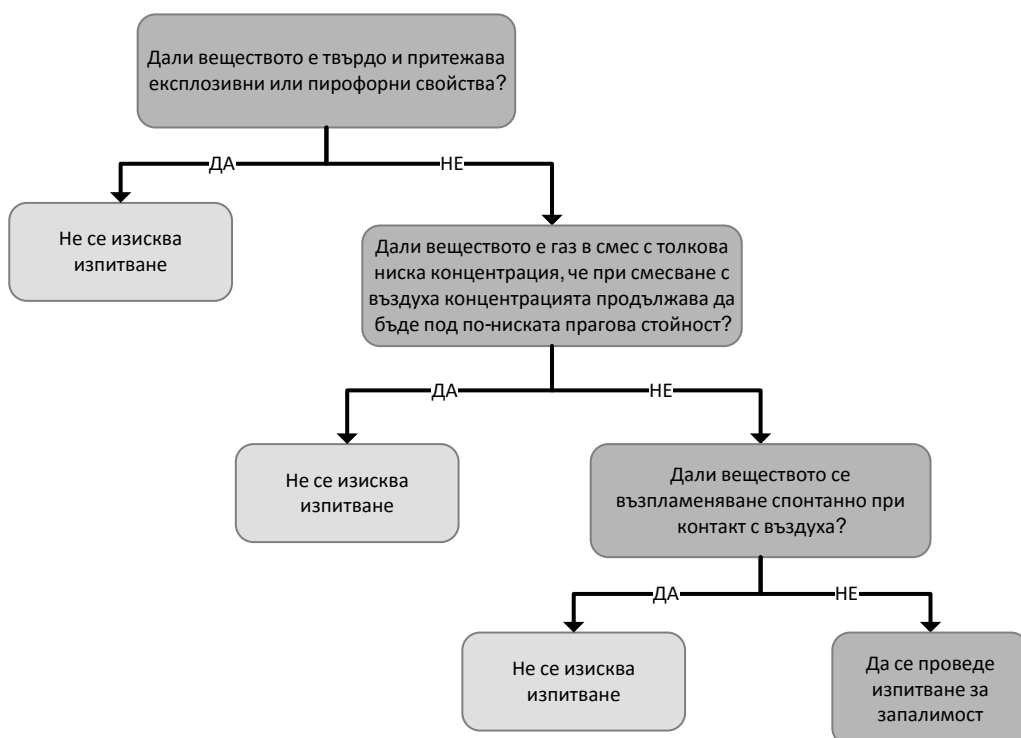 Дали веществото е твърдо и притежава
експлозивни или пирофорни свойства?
ДА
НЕ
Не се изисква
изпитване
Дали веществото е газ в смес с толкова
ниска концентрация, че при смесване с
въздуха концентрацията продължава да
бъде под по-ниската прагова стойност?
ДА
НЕ
Не се изисква
изпитване
Дали веществото се
възпламеняване спонтанно при
контакт с въздуха?
ДА
НЕ
Не се изисква
изпитване
Да се проведе
изпитване за
запалимост